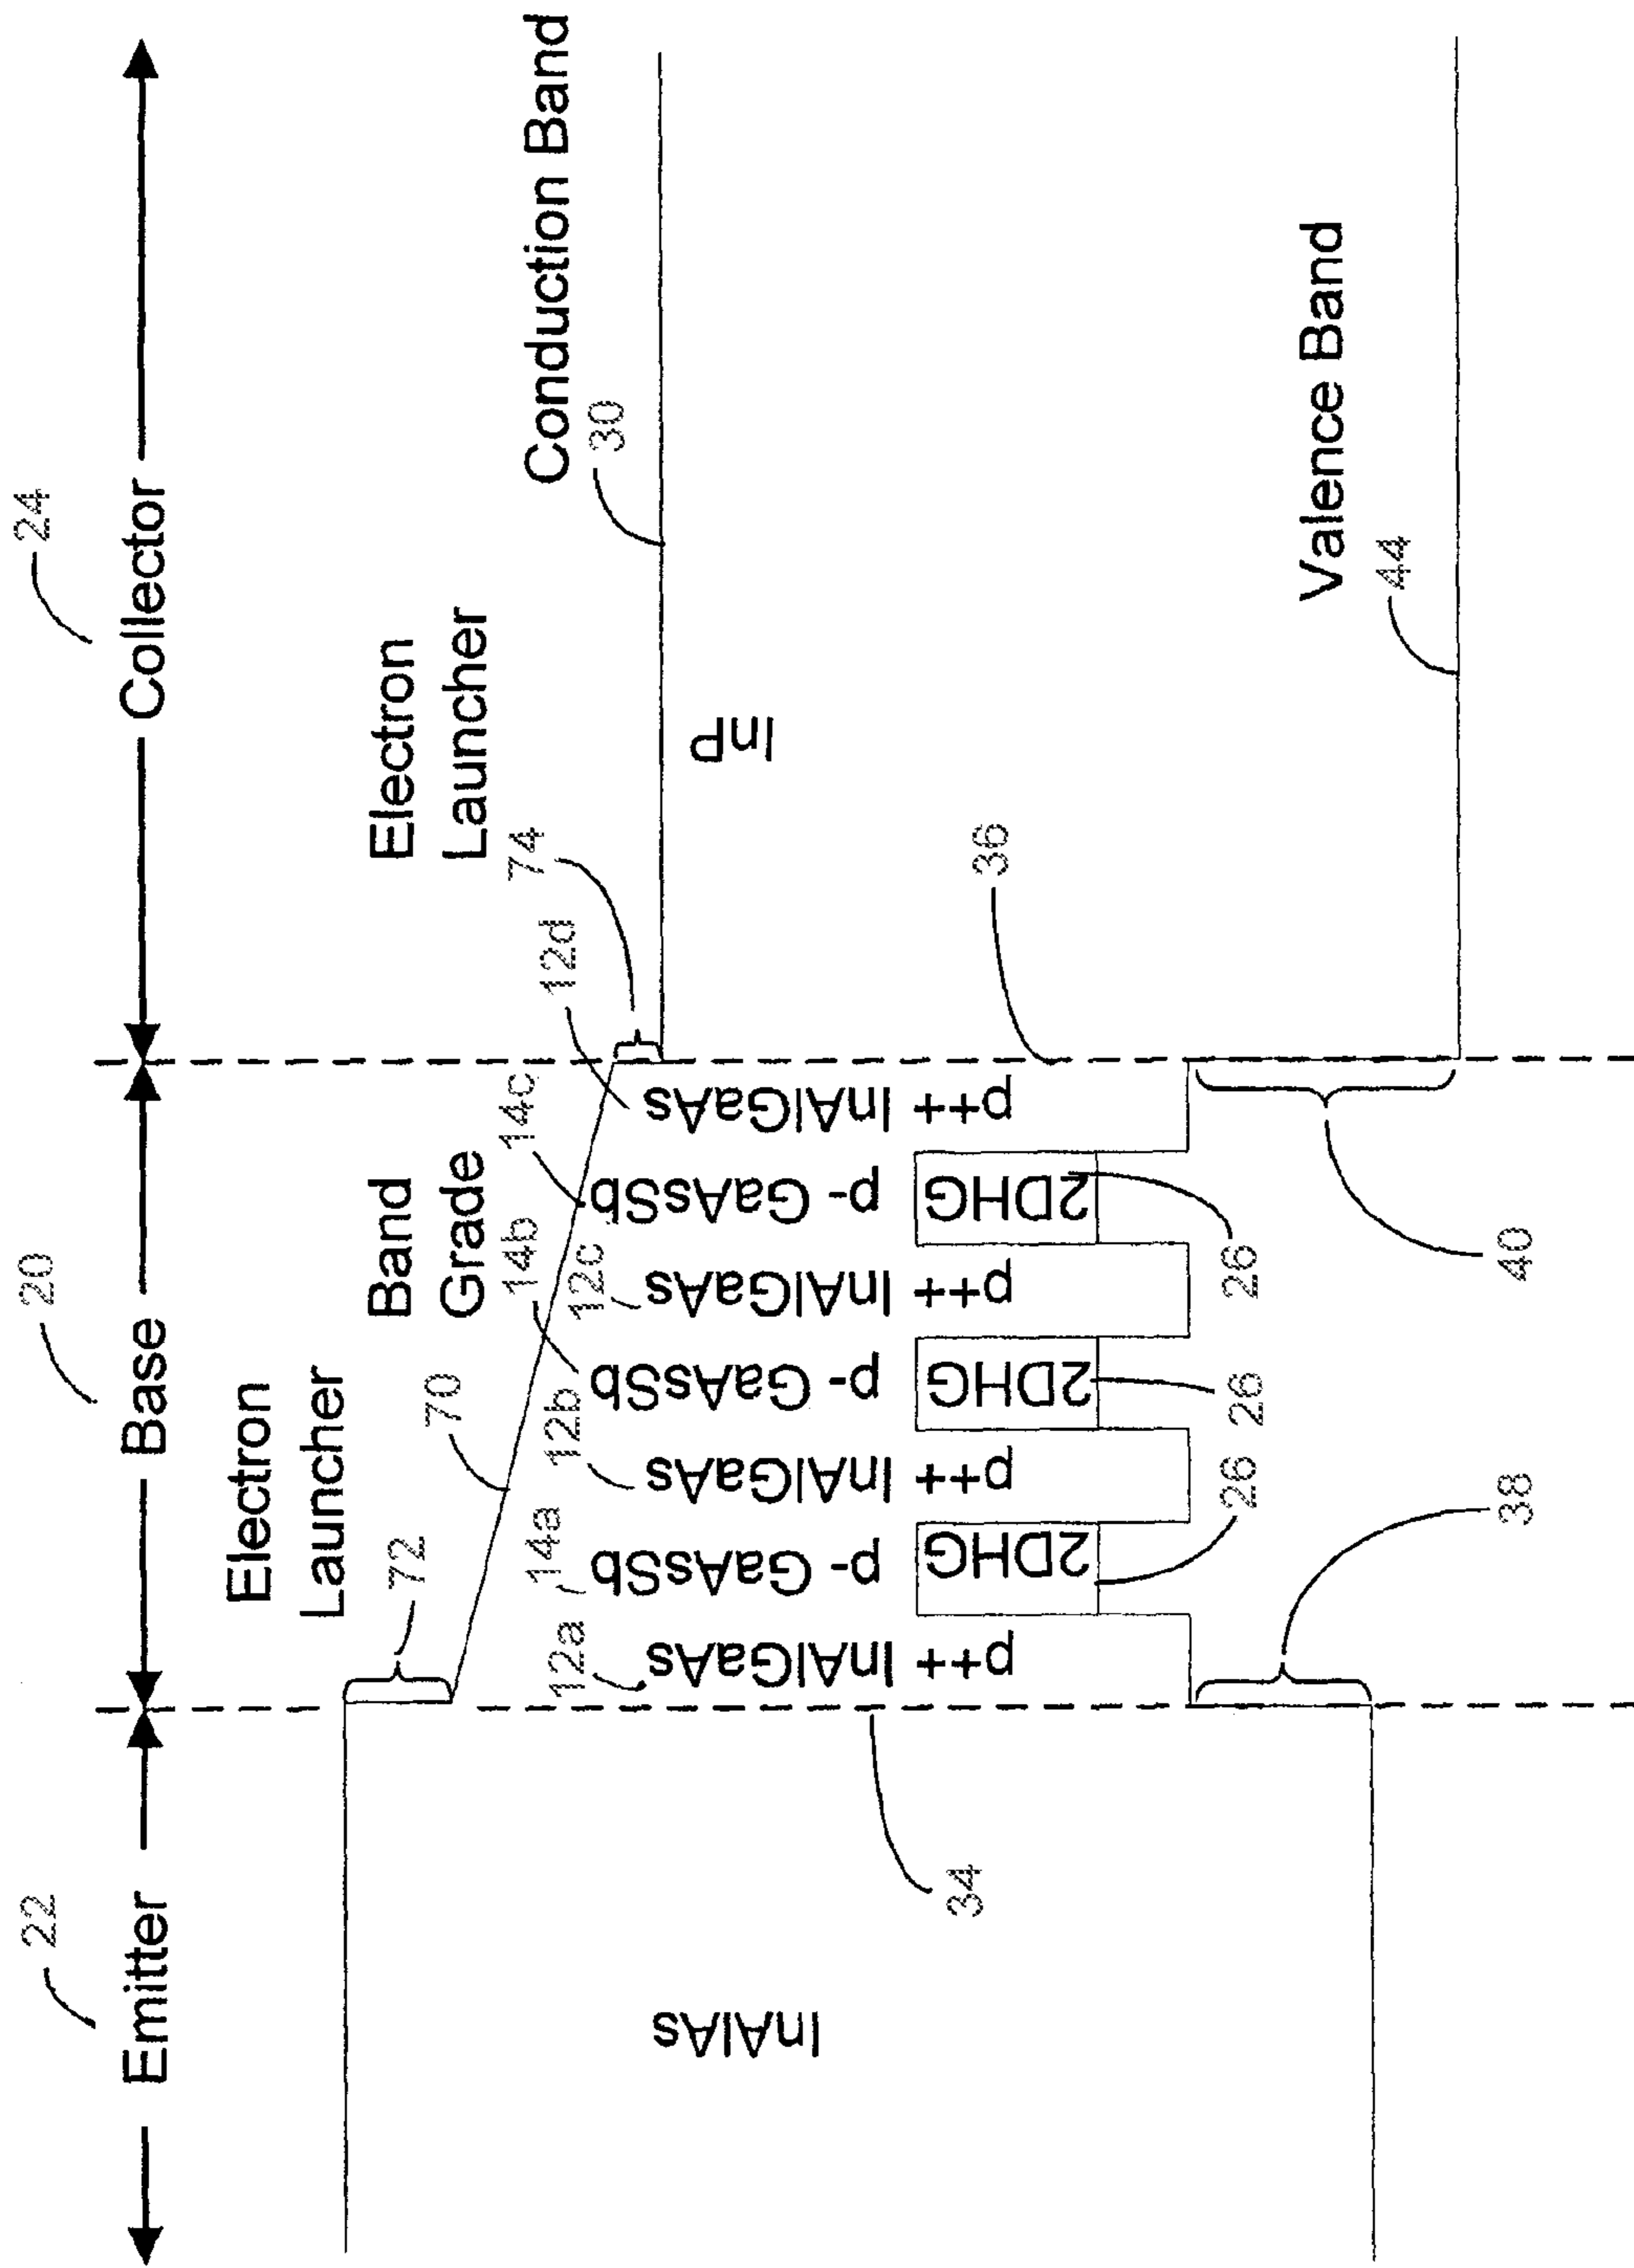 22
20
24
Emitter
Base
Collector
Electron
Launcher
Band
Grade
Electron
Launcher
72
70
74
Conduction Band
30
12a
14a
12b
14b
12c
14c
12d
InAlAs
p++ InAlGaAs
p- GaAsSb
p++ InAlGaAs
p- GaAsSb
p++ InAlGaAs
p- GaAsSb
p++ InAlGaAs
InP
2DHG
2DHG
2DHG
34
36
26
26
26
38
40
Valence Band
44